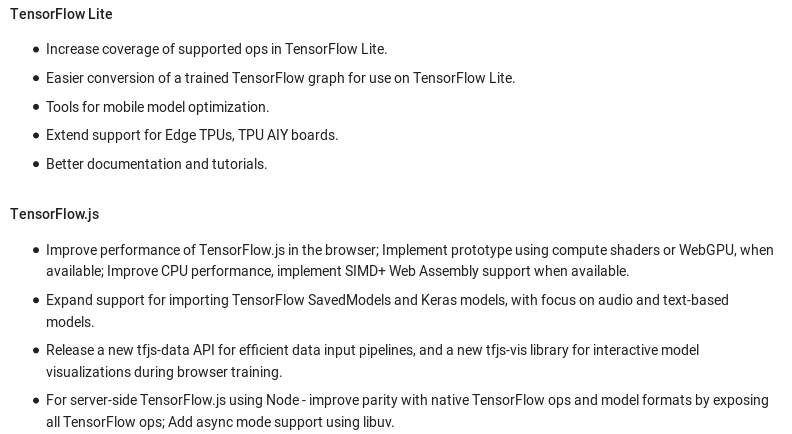 TensorFlow Lite
• Increase coverage of supported ops in TensorFlow Lite.
• Easier conversion of a trained TensorFlow graph for use on TensorFlow Lite.
• Tools for mobile model optimization.
• Extend support for Edge TPUs, TPU AIY boards.
• Better documentation and tutorials.
TensorFlow.js
• Improve performance of TensorFlow.js in the browser; Implement prototype using compute shaders or WebGPU, when
available; Improve CPU performance, implement SIMD+ Web Assembly support when available.
• Expand support for importing TensorFlow SavedModels and Keras models, with focus on audio and text-based
models.
• Release a new tfjs-data API for efficient data input pipelines, and a new tfjs-vis library for interactive model
visualizations during browser training.
• For server-side TensorFlow.js using Node - improve parity with native TensorFlow ops and model formats by exposing
all TensorFlow ops; Add async mode support using libuv.